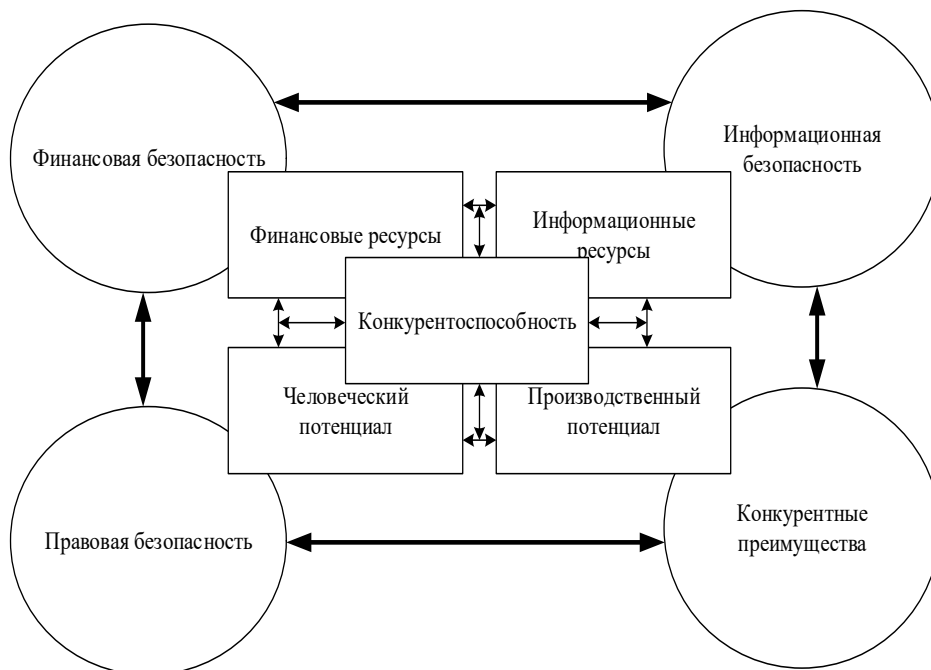 Финансовая безопасность
Информационная
безопасность
Финансовые ресурсы
Информационные
ресурсы
Конкурентоспособность
Человеческий
потенциал
Производственный
потенциал
Правовая безопасность
Конкурентные
преимущества